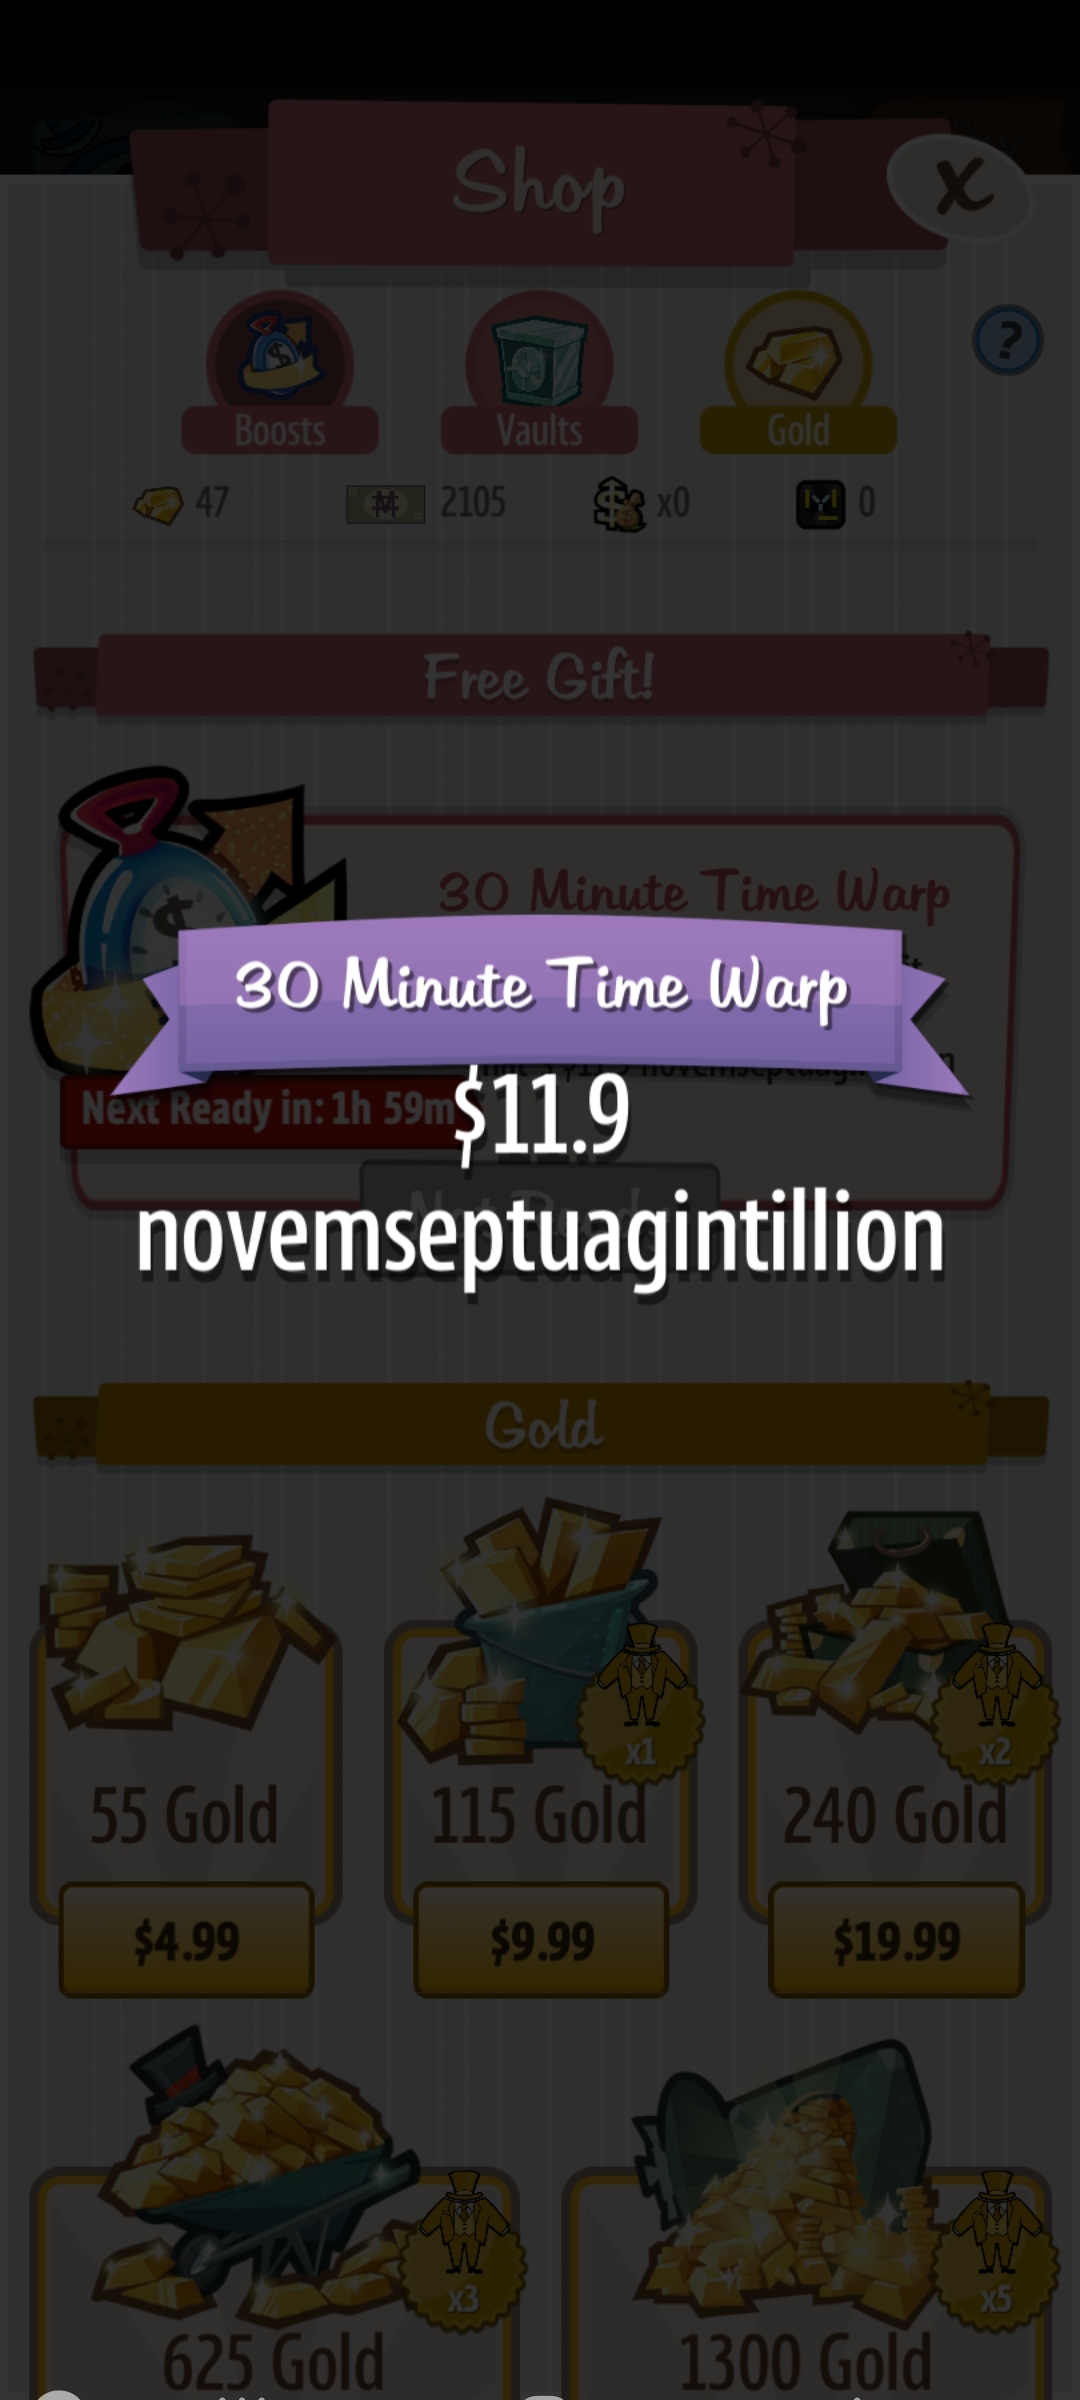 Shop
X
?
Boosts
Vaults
Gold
47
2105
x0
0
Free Gift!
30 Minute Time Warp
30 Minute Time Warp
Next Ready in: 1h 59m
$11.9
novemseptuagintillion
Gold
x1
x2
55 Gold
115 Gold
240 Gold
$4.99
$9.99
$19.99
x3
x5
625 Gold
1300 Gold